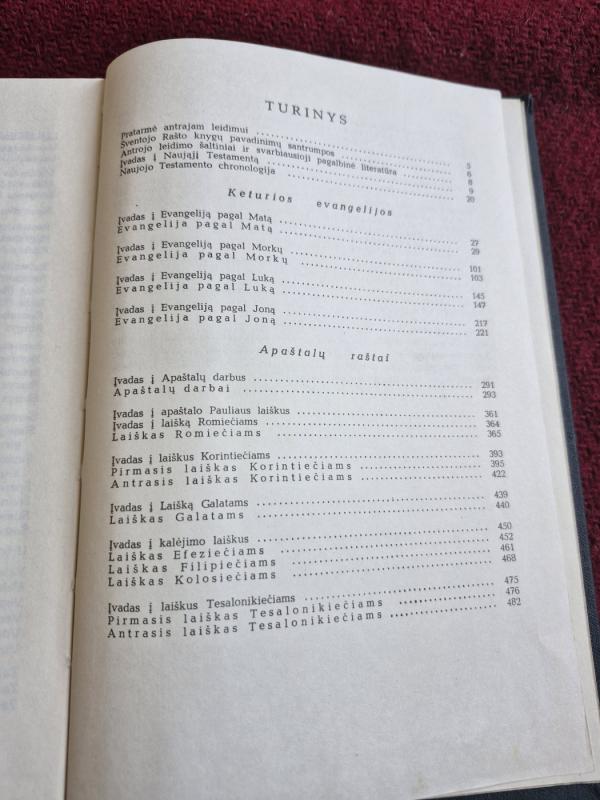 TURINYS
Pratarmė antrajam leidimui . . . . . . . . . . 5
Šventojo Rašto knygų pavadinimų santrumpos . . . . . . . . . . 6
Antrojo leidimo šaltiniai ir svarbiausioji pagalbinė literatūra . . . . . . . . . . 8
Įvadas į Naująjį Testamentą . . . . . . . . . . 9
Naujojo Testamento chronologija . . . . . . . . . . 20
Keturios evangelijos
Įvadas į Evangeliją pagal Matą . . . . . . . . . . 27
Evangelija pagal Matą . . . . . . . . . . 29
Įvadas į Evangeliją pagal Morkų . . . . . . . . . . 101
Evangelija pagal Morkų . . . . . . . . . . 103
Įvadas į Evangeliją pagal Luką . . . . . . . . . . 145
Evangelija pagal Luką . . . . . . . . . . 147
Įvadas į Evangeliją pagal Joną . . . . . . . . . . 217
Evangelija pagal Joną . . . . . . . . . . 221
Apaštalų raštai
Įvadas į Apaštalų darbus . . . . . . . . . . 291
Apaštalų darbai . . . . . . . . . . 293
Įvadas į apaštalo Pauliaus laiškus . . . . . . . . . . 361
Įvadas į laišką Romiečiams . . . . . . . . . . 364
Laiškas Romiečiams . . . . . . . . . . 365
Įvadas į laiškus Korintiečiams . . . . . . . . . . 393
Pirmasis laiškas Korintiečiams . . . . . . . . . . 395
Antrasis laiškas Korintiečiams . . . . . . . . . . 422
Įvadas į Laišką Galatams . . . . . . . . . . 439
Laiškas Galatams . . . . . . . . . . 440
Įvadas į kalėjimo laiškus . . . . . . . . . . 450
Laiškas Efeziečiams . . . . . . . . . . 452
Laiškas Filipiečiams . . . . . . . . . . 461
Laiškas Kolosiečiams . . . . . . . . . . 468
Įvadas į laiškus Tesalonikiečiams . . . . . . . . . . 475
Pirmasis laiškas Tesalonikiečiams . . . . . . . . . . 476
Antrasis laiškas Tesalonikiečiams . . . . . . . . . . 482